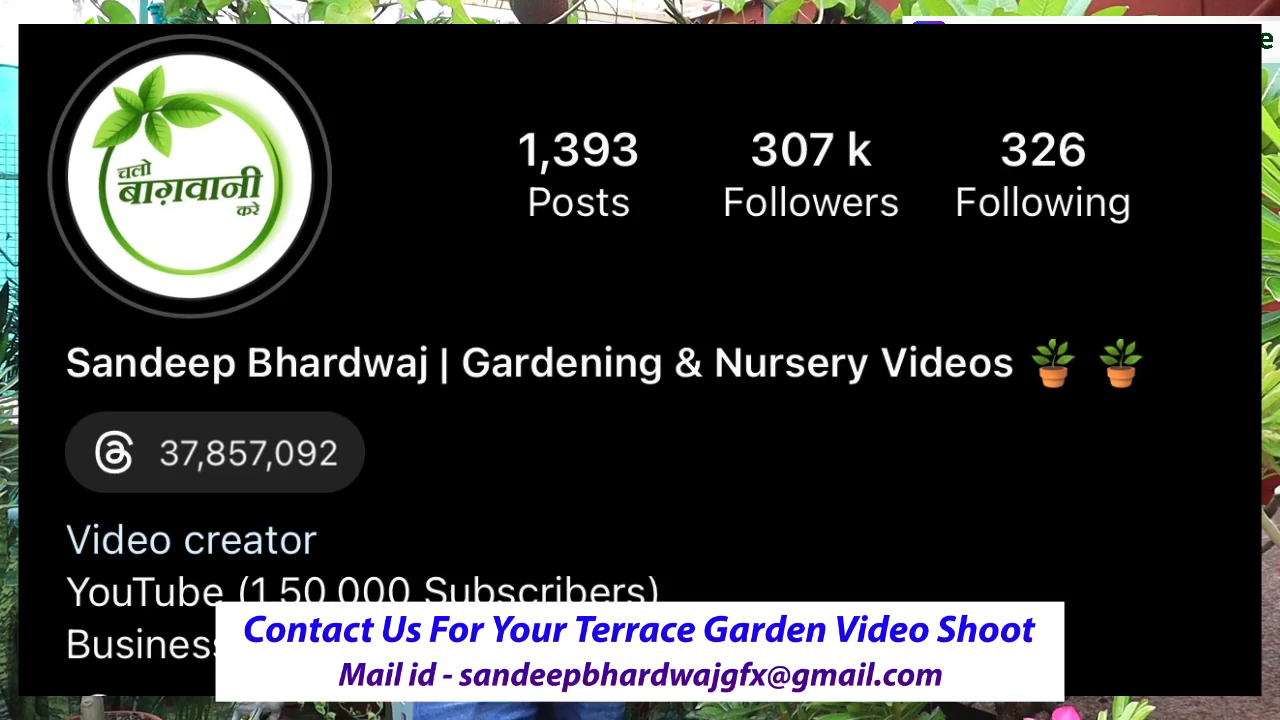 चलो
बाग़वानी
करे
1,393 307 k 326
Posts Followers Following
Sandeep Bhardwaj | Gardening & Nursery Videos
37,857,092
Video creator
YouTube (1,50,000 Subscribers)
Contact Us For Your Terrace Garden Video Shoot
Mail id - sandeepbhardwajgfx@gmail.com